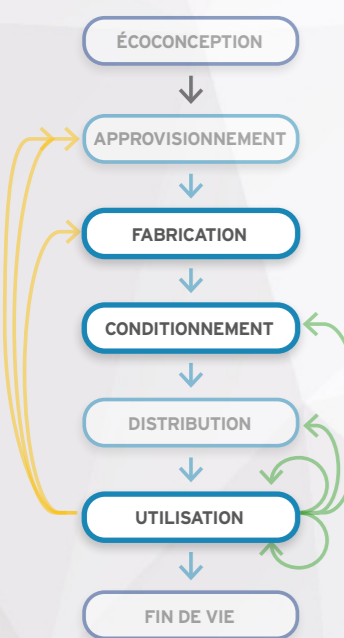 ÉCOCONCEPTION
APPROVISIONNEMENT
FABRICATION
CONDITIONNEMENT
DISTRIBUTION
UTILISATION
FIN DE VIE